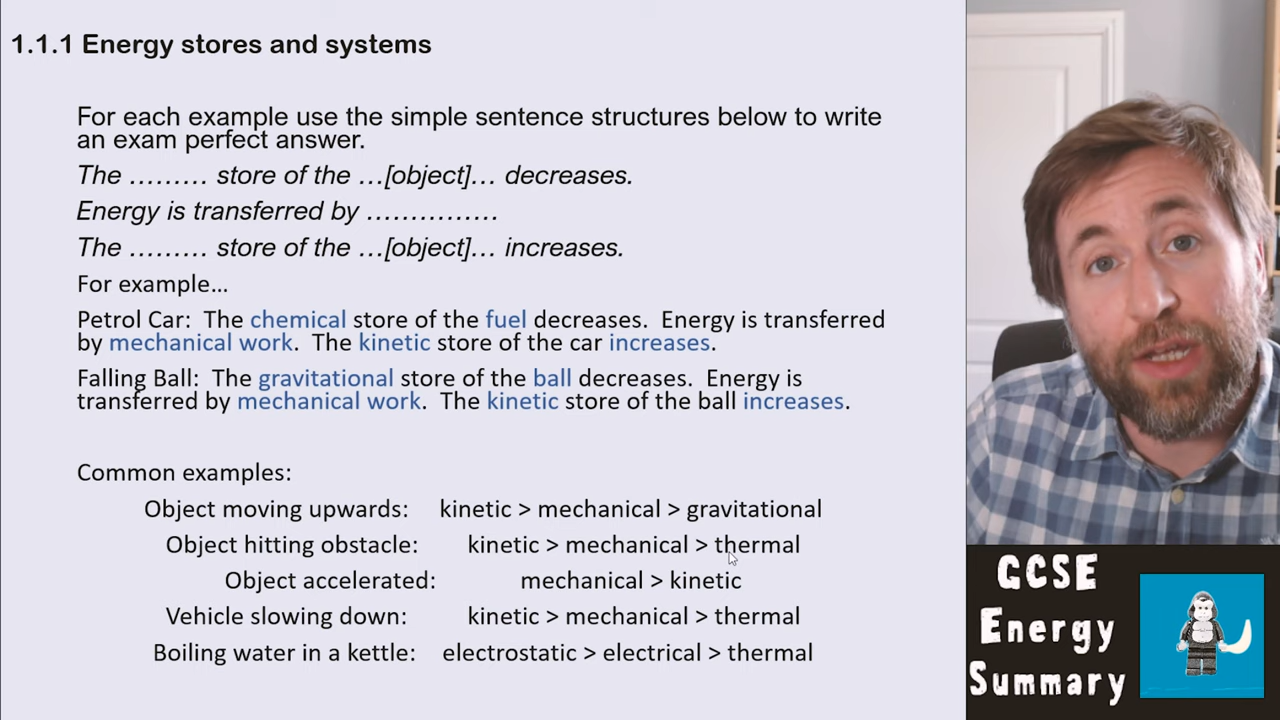 1.1.1 Energy stores and systems
For each example use the simple sentence structures below to write
an exam perfect answer.
The ……… store of the …[object]… decreases.
Energy is transferred by ……………
The ……… store of the …[object]… increases.
For example…
Petrol Car: The chemical store of the fuel decreases. Energy is transferred
by mechanical work. The kinetic store of the car increases.
Falling Ball: The gravitational store of the ball decreases. Energy is
transferred by mechanical work. The kinetic store of the ball increases.
Common examples:
Object moving upwards: kinetic > mechanical > gravitational
Object hitting obstacle: kinetic > mechanical > thermal
Object accelerated: mechanical > kinetic
Vehicle slowing down: kinetic > mechanical > thermal
Boiling water in a kettle: electrostatic > electrical > thermal
GCSE
Energy
Summary